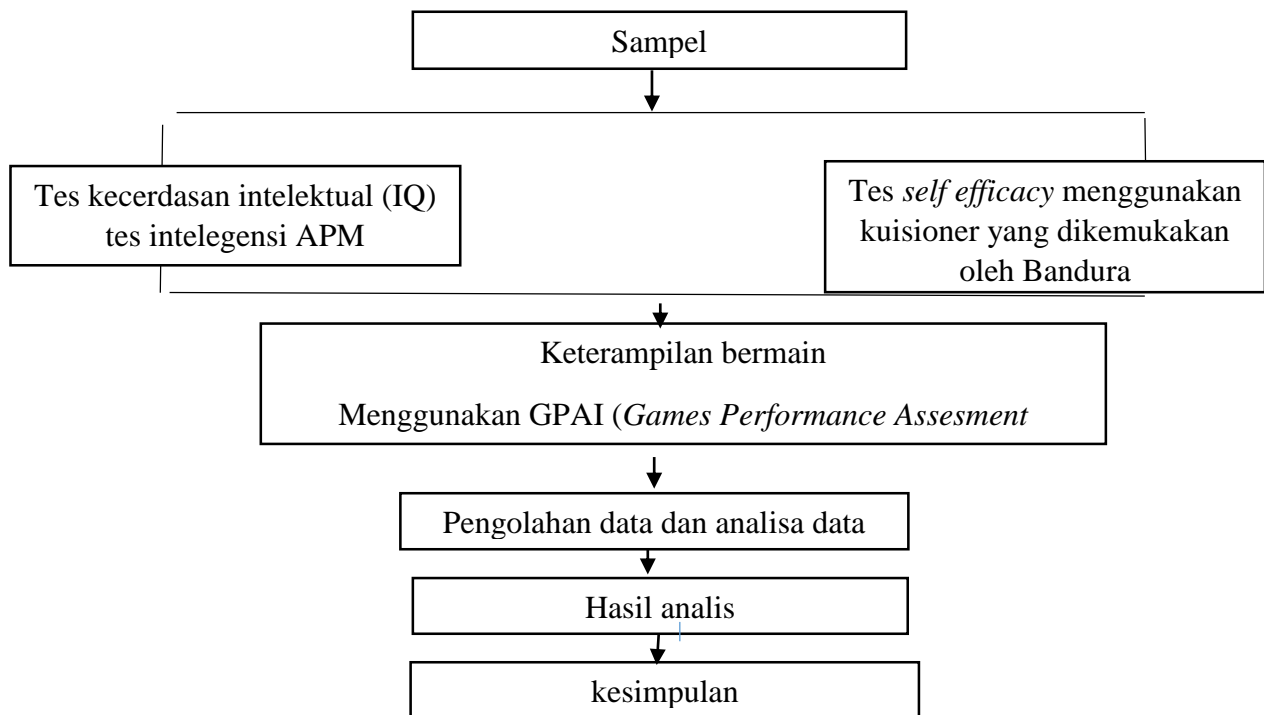 Sampel
Tes kecerdasan intelektual (IQ)
tes intelegensi APM
Tes self efficacy menggunakan
kuisioner yang dikemukakan
oleh Bandura
Keterampilan bermain
Menggunakan GPAI (Games Performance Assesment
Pengolahan data dan analisa data
Hasil analis
kesimpulan